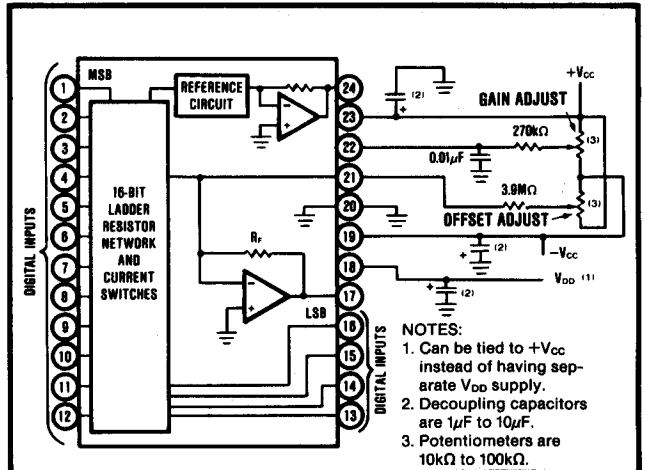 MSB
REFERENCE
CIRCUIT
16-BIT
LADDER
RESISTOR
NETWORK
AND
CURRENT
SWITCHES
R_F
LSB
DIGITAL INPUTS
1
2
3
4
5
6
7
8
9
10
11
12
24
23
22
21
20
19
18
17
16
15
14
13
DIGITAL INPUTS
(2)
+
+V_CC
GAIN ADJUST
270kΩ
(3)
0.01µF
3.9MΩ
(3)
OFFSET ADJUST
+
(2)
-V_CC
+
(2)
V_DD (1)
NOTES:
1. Can be tied to +V_CC
instead of having sep-
arate V_DD supply.
2. Decoupling capacitors
are 1µF to 10µF.
3. Potentiometers are
10kΩ to 100kΩ.